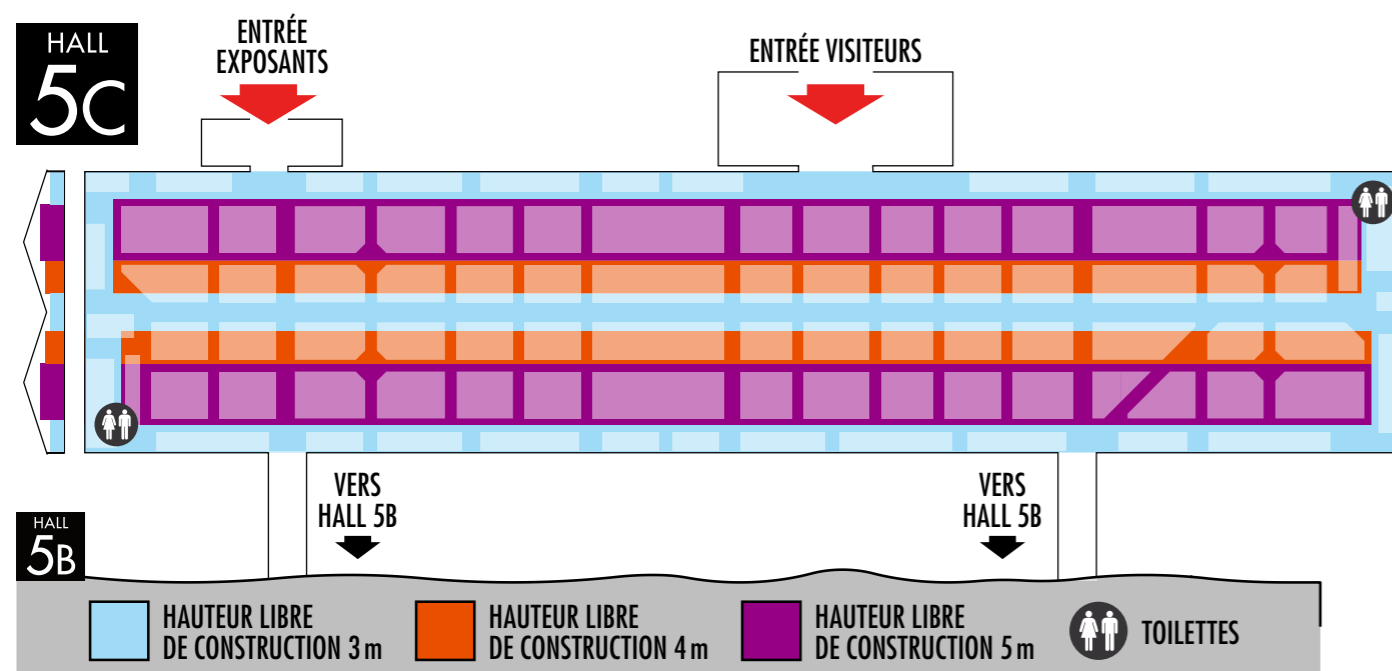 HALL
5C
ENTRÉE
EXPOSANTS
ENTRÉE VISITEURS
VERS
HALL 5B
VERS
HALL 5B
HALL
5B
HAUTEUR LIBRE
DE CONSTRUCTION 3 m
HAUTEUR LIBRE
DE CONSTRUCTION 4 m
HAUTEUR LIBRE
DE CONSTRUCTION 5 m
TOILETTES